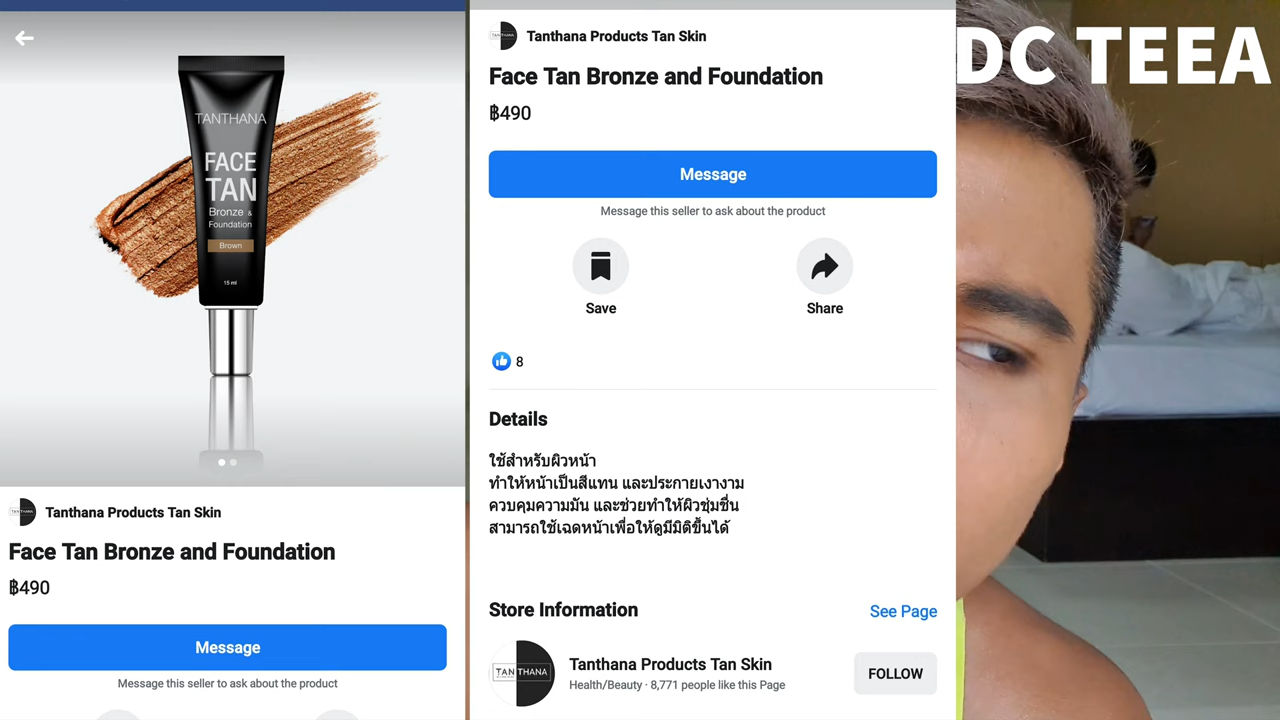 TANTHANA
FACE
TAN
Bronze &
Foundation
Brown
15 ml
Tanthana Products Tan Skin
Face Tan Bronze and Foundation
฿490
Message
Message this seller to ask about the product
Tanthana Products Tan Skin
Face Tan Bronze and Foundation
฿490
Message
Message this seller to ask about the product
Save
Share
8
Details
ใช้สำหรับผิวหน้า
ทำให้หน้าเป็นสีแทน และประกายเงางาม
ควบคุมความมัน และช่วยทำให้ผิวชุ่มชื่น
สามารถใช้เฉดหน้าเพื่อให้ดูมีมิติขึ้นได้
Store Information
See Page
TANTHANA
Tanthana Products Tan Skin
Health/Beauty · 8,771 people like this Page
FOLLOW
DC TEEA